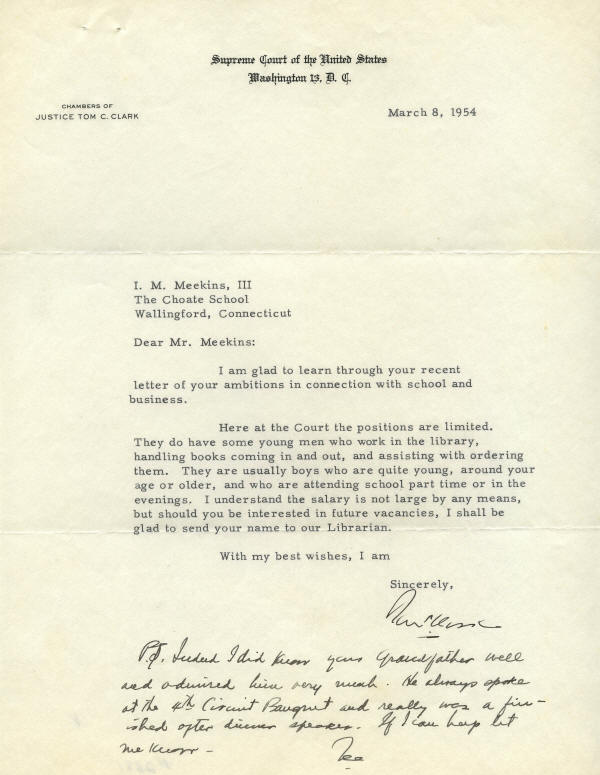 Supreme Court of the United States
Washington 13, D. C.
CHAMBERS OF
JUSTICE TOM C. CLARK
March 8, 1954
I. M. Meekins, III
The Choate School
Wallingford, Connecticut
Dear Mr. Meekins:
I am glad to learn through your recent
letter of your ambitions in connection with school and
business.
Here at the Court the positions are limited.
They do have some young men who work in the library,
handling books coming in and out, and assisting with ordering
them. They are usually boys who are quite young, around your
age or older, and who are attending school part time or in the
evenings. I understand the salary is not large by any means,
but should you be interested in future vacancies, I shall be
glad to send your name to our Librarian.
With my best wishes, I am
Sincerely,
Tom C Clark
P.S. Indeed I did know your Grandfather well
and admired him very much. He always spoke
at the 4th Circuit Banquet and really was a fin-
ished after dinner speaker. If I can help let
me know -